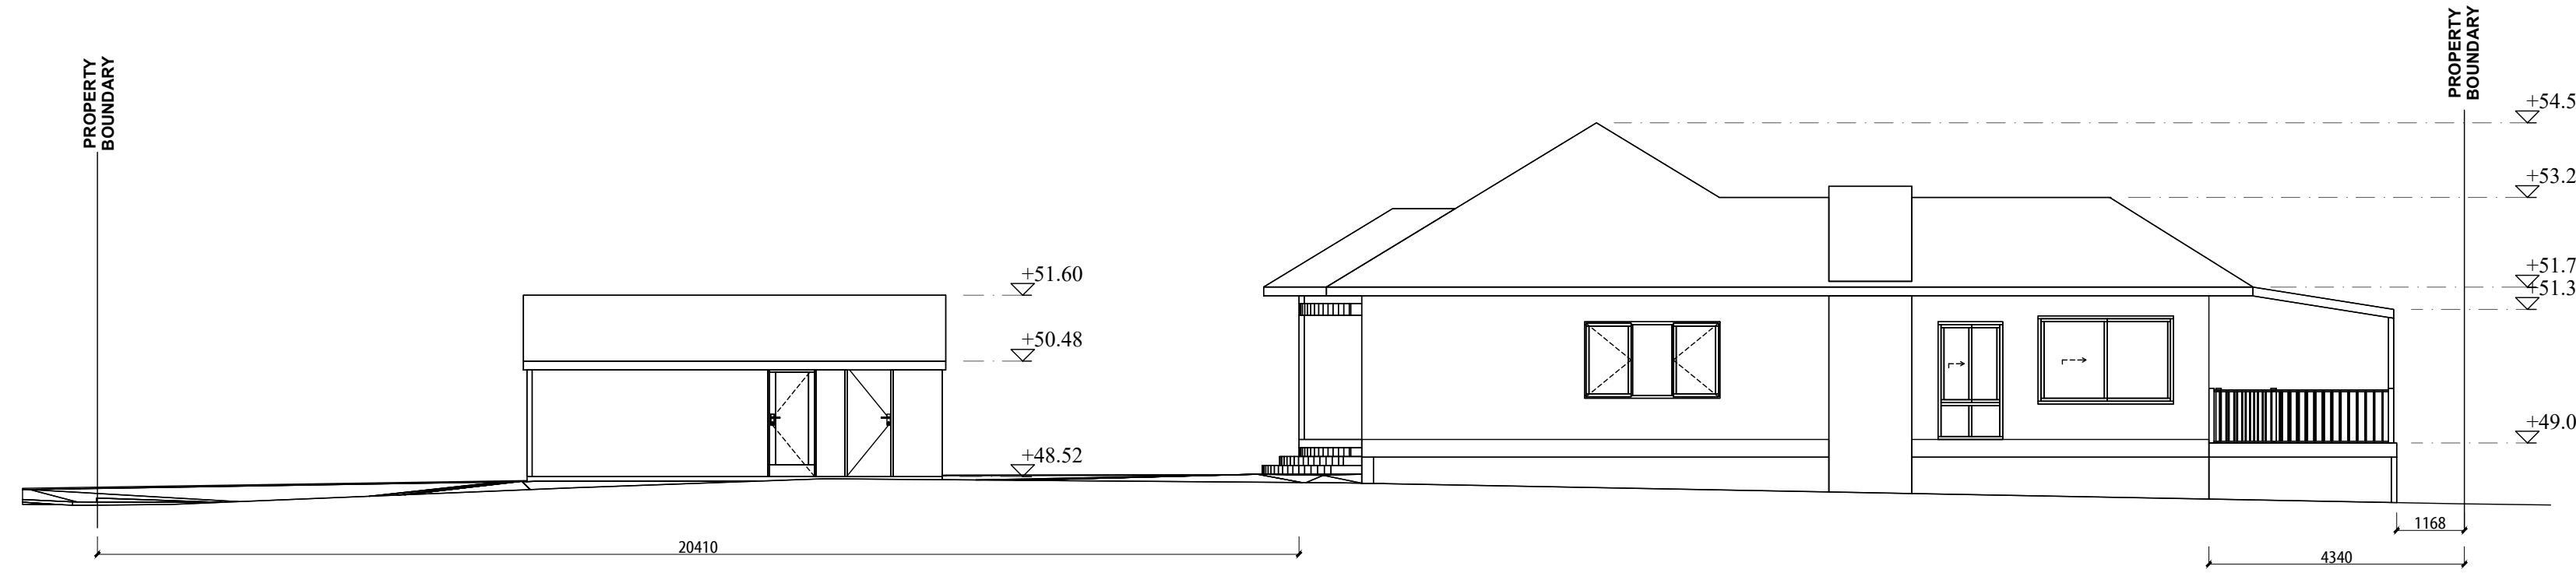 PROPERTY
BOUNDARY
PROPERTY
BOUNDARY
+54.5
+53.2
+51.7
+51.3
+51.60
+50.48
+49.0
+48.52
1168
20410
4340